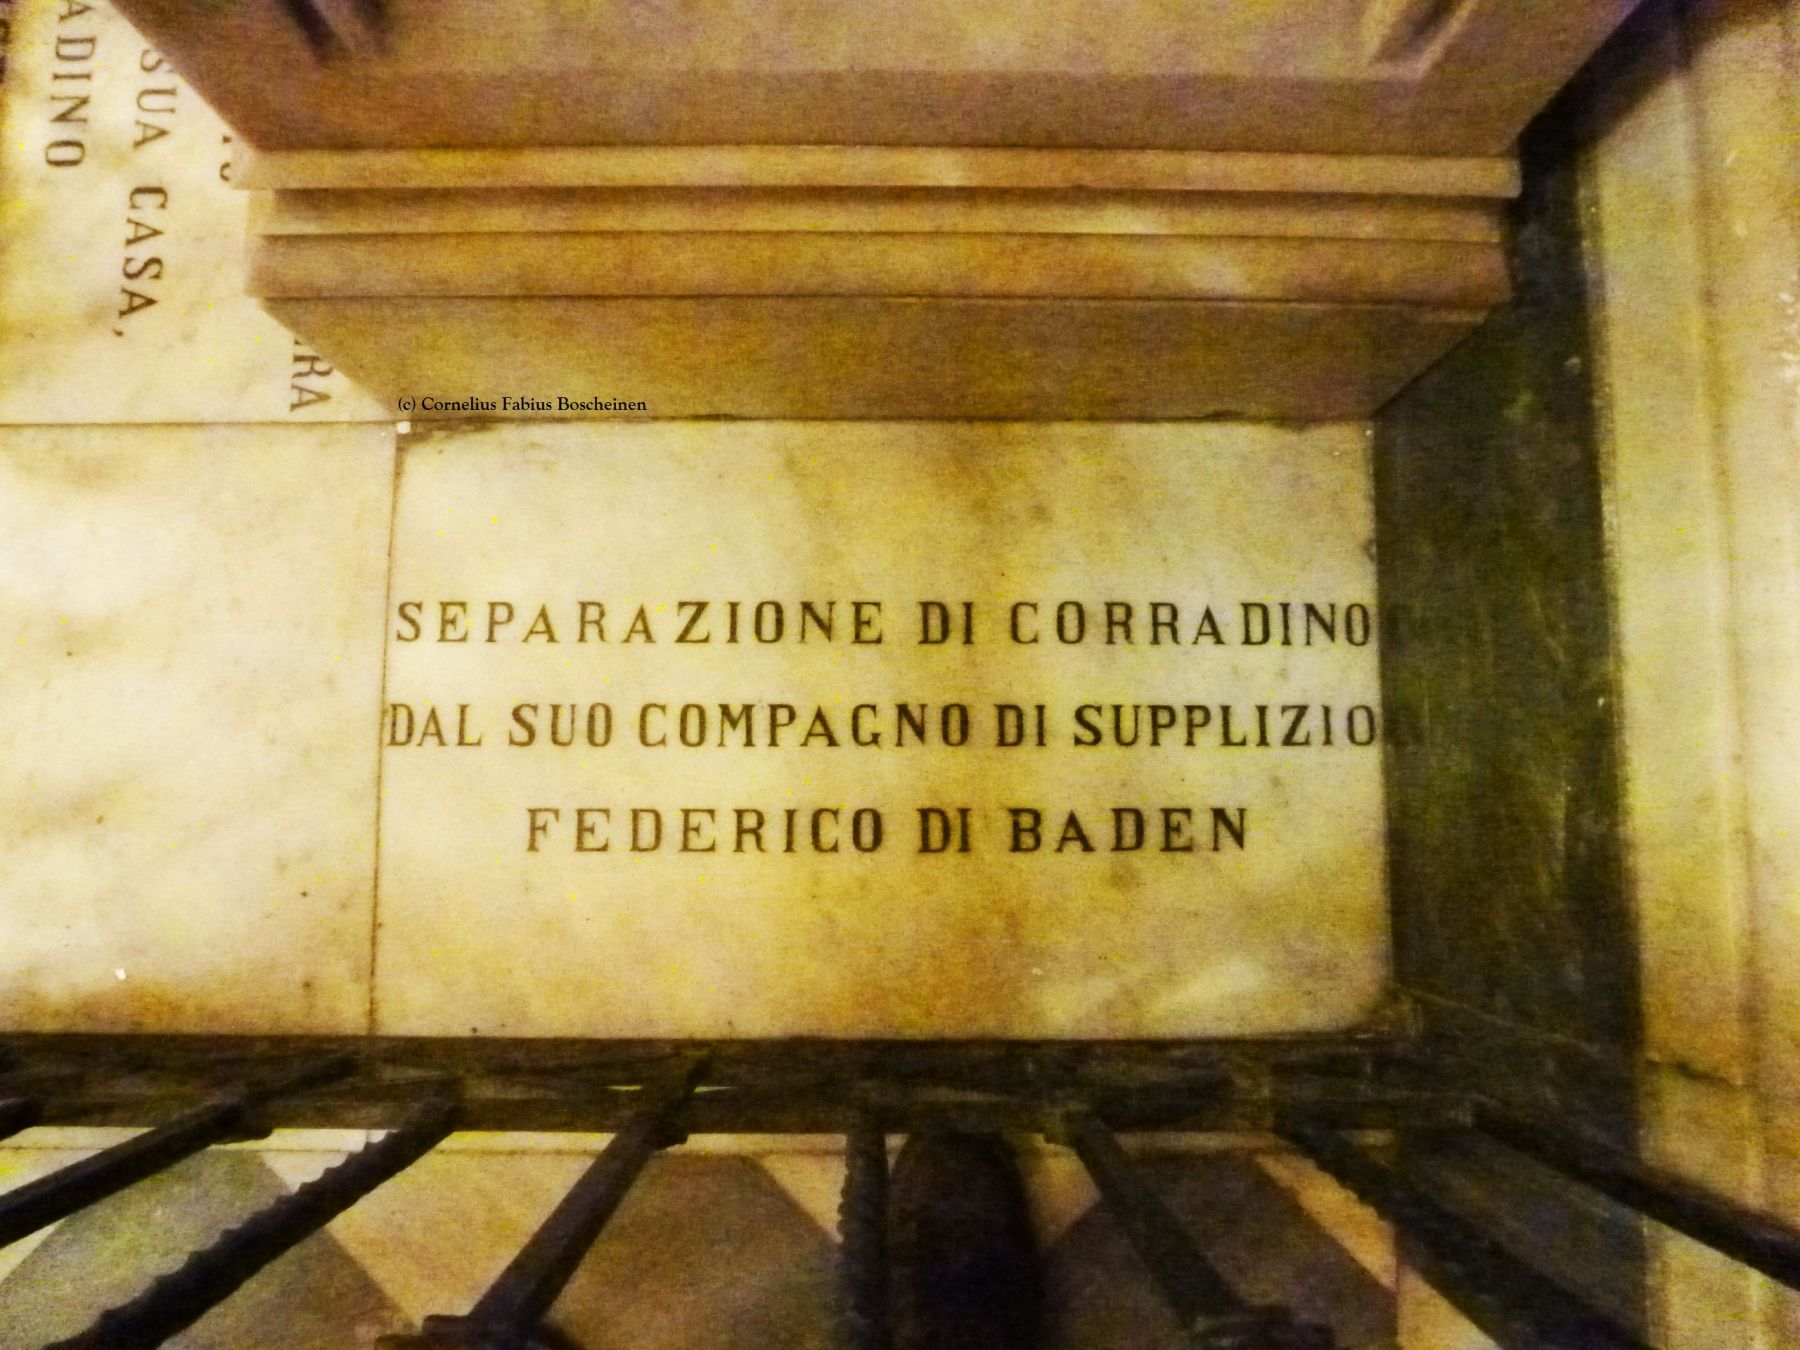 ADINO
SUA CASA,
RA
(c) Cornelius Fabius Boscheinen
SEPARAZIONE DI CORRADINO
DAL SUO COMPAGNO DI SUPPLIZIO
FEDERICO DI BADEN